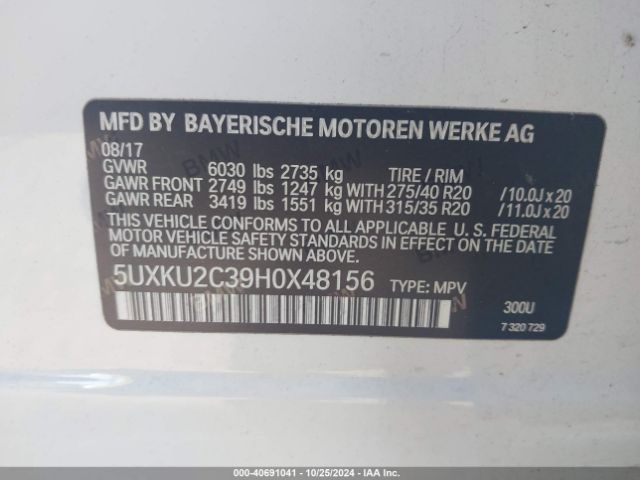 MFD BY BAYERISCHE MOTOREN WERKE AG
08/17
GVWR 6030 lbs 2735 kg TIRE / RIM
GAWR FRONT 2749 lbs 1247 kg WITH 275/40 R20 /10.0J x 20
GAWR REAR 3419 lbs 1551 kg WITH 315/35 R20 /11.0J x 20
THIS VEHICLE CONFORMS TO ALL APPLICABLE U. S. FEDERAL
MOTOR VEHICLE SAFETY STANDARDS IN EFFECT ON THE DATE
OF MANUFACTURE SHOWN ABOVE.
5UXKU2C39H0X48156 TYPE: MPV
300U
7 320 729
000-40691041 - 10/25/2024 - IAAI.COM